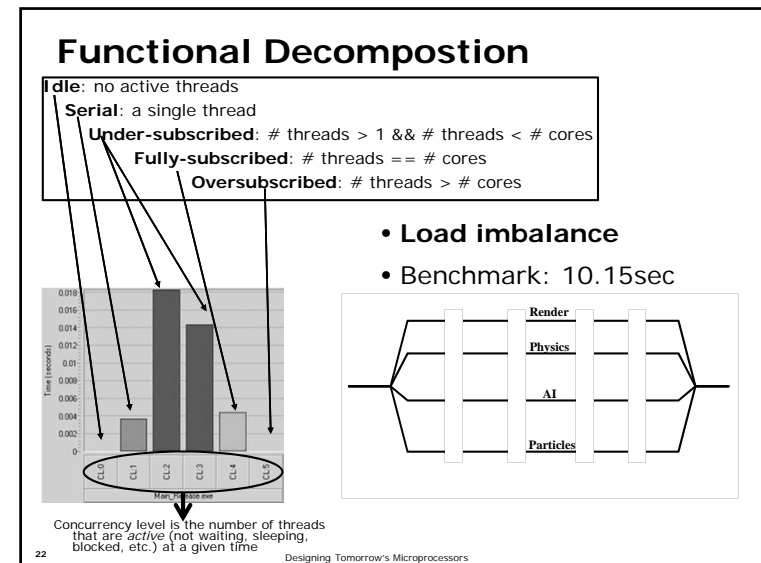 Functional Decompostion
Idle: no active threads
Serial: a single thread
Under-subscribed: # threads > 1 && # threads < # cores
Fully-subscribed: # threads == # cores
Oversubscribed: # threads > # cores
• Load imbalance
• Benchmark: 10.15sec
0.018
0.016
0.014
0.012
0.01
0.008
0.006
0.004
0.002
0
Time (seconds)
CL:0
CL:1
CL:2
CL:3
CL:4
CL:5
Main_Release.exe
Render
Physics
AI
Particles
Concurrency level is the number of threads
that are active (not waiting, sleeping,
blocked, etc.) at a given time
22
Designing Tomorrow's Microprocessors